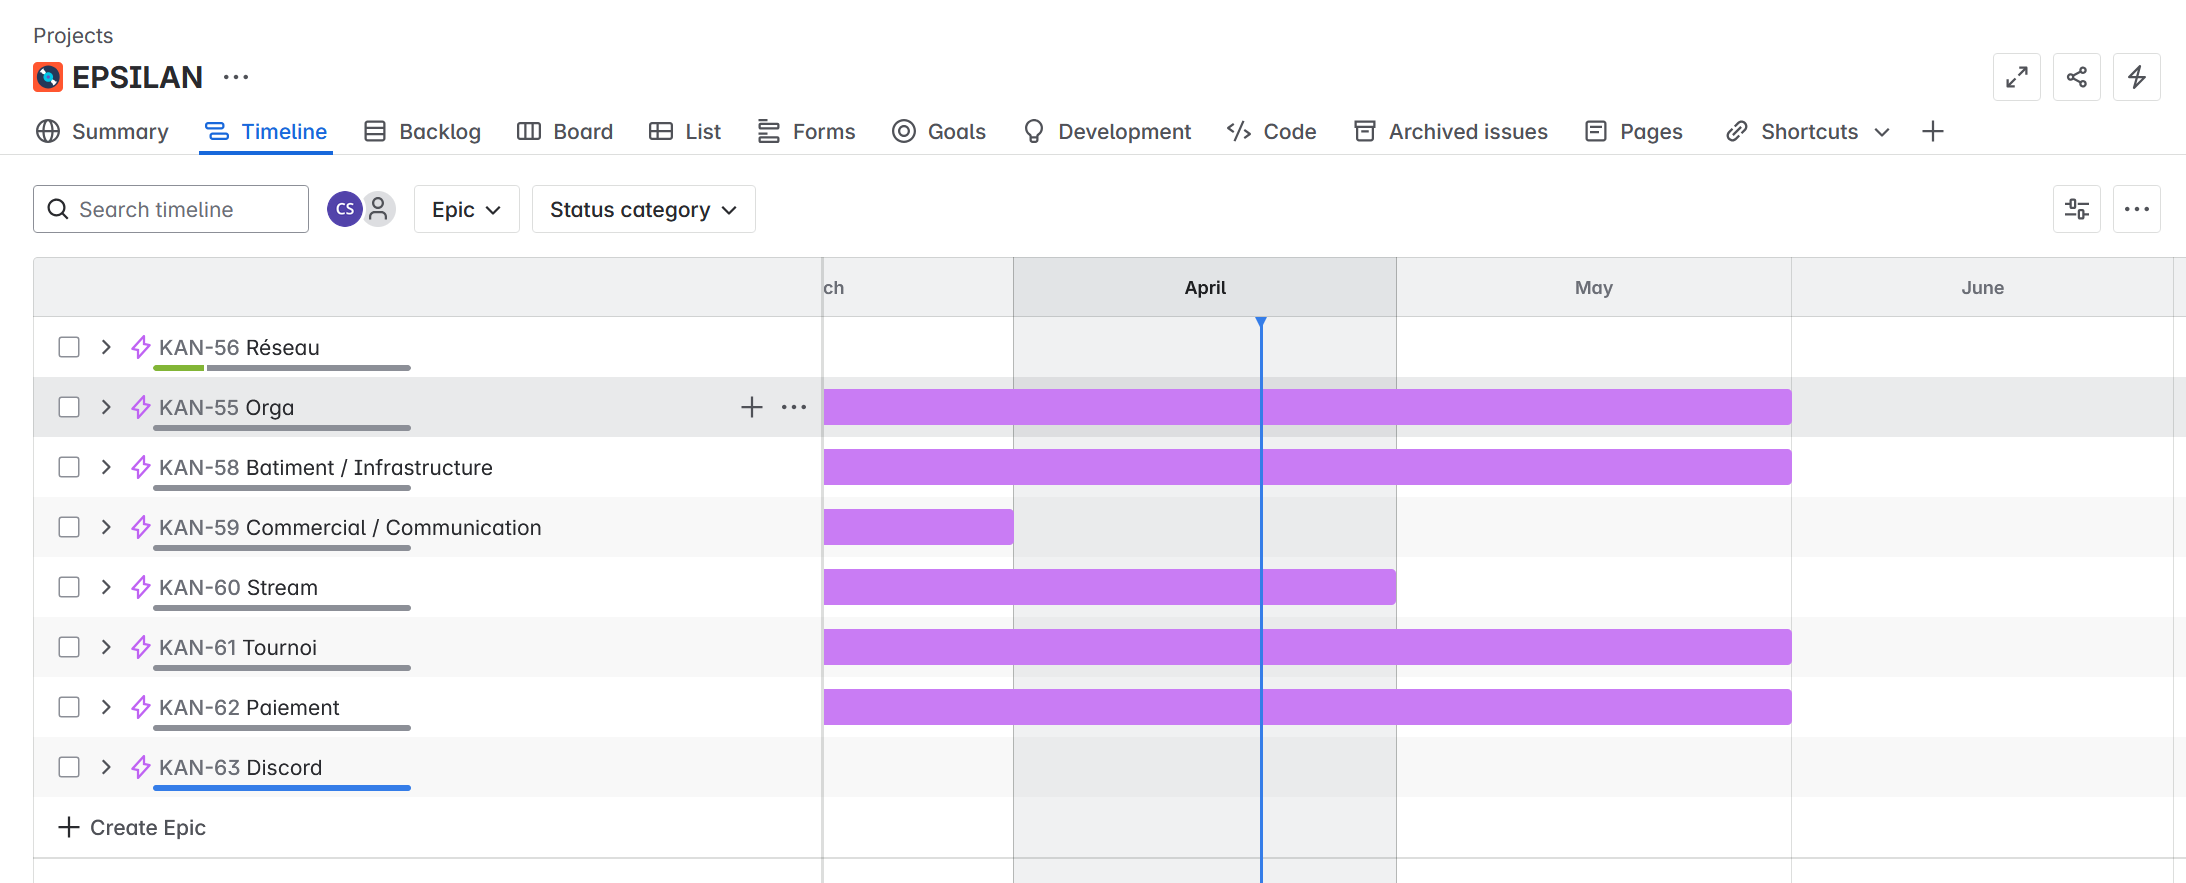 Projects
EPSILAN
Summary Timeline Backlog Board List Forms Goals Development Code Archived issues Pages Shortcuts
Search timeline CS Epic Status category
ch April May June
KAN-56 Réseau
KAN-55 Orga
KAN-58 Batiment / Infrastructure
KAN-59 Commercial / Communication
KAN-60 Stream
KAN-61 Tournoi
KAN-62 Paiement
KAN-63 Discord
Create Epic